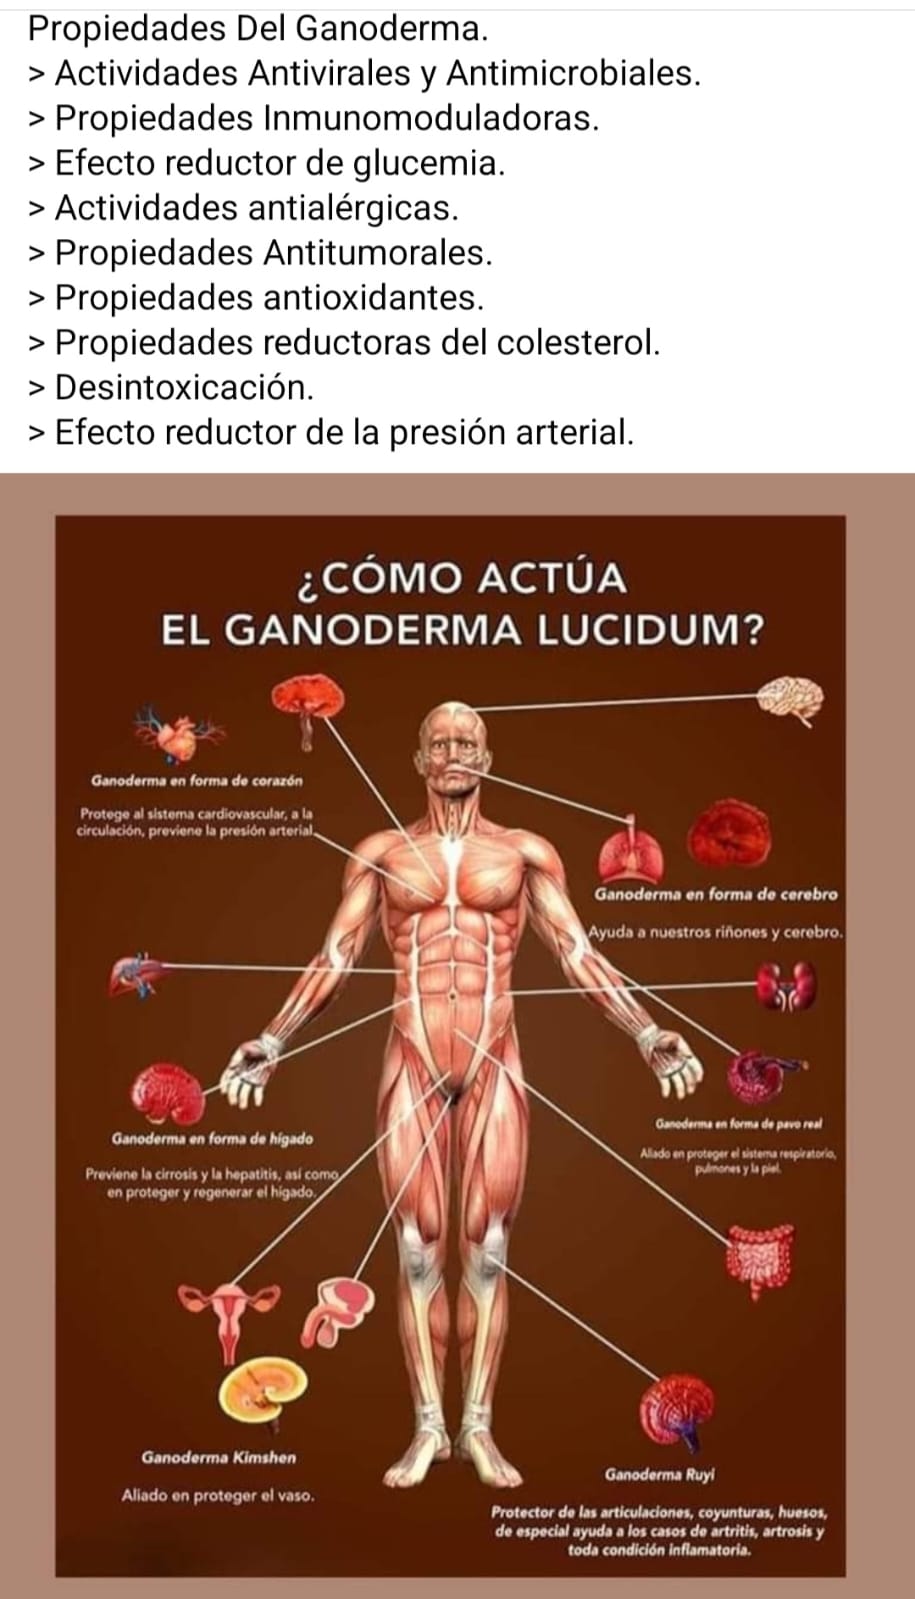 Propiedades Del Ganoderma.
> Actividades Antivirales y Antimicrobiales.
> Propiedades Inmunomoduladoras.
> Efecto reductor de glucemia.
> Actividades antialérgicas.
> Propiedades Antitumorales.
> Propiedades antioxidantes.
> Propiedades reductoras del colesterol.
> Desintoxicación.
> Efecto reductor de la presión arterial.
¿CÓMO ACTÚA
EL GANODERMA LUCIDUM?
Ganoderma en forma de corazón
Protege al sistema cardiovascular, a la
circulación, previene la presión arterial.
Ganoderma en forma de cerebro
Ayuda a nuestros riñones y cerebro.
Ganoderma en forma de hígado
Previene la cirrosis y la hepatitis, así como
en proteger y regenerar el hígado.
Ganoderma en forma de pavo real
Aliado en proteger el sistema respiratorio,
pulmones y la piel.
Ganoderma Kimshen
Aliado en proteger el vaso.
Ganoderma Ruyi
Protector de las articulaciones, coyunturas, huesos,
de especial ayuda a los casos de artritis, artrosis y
toda condición inflamatoria.